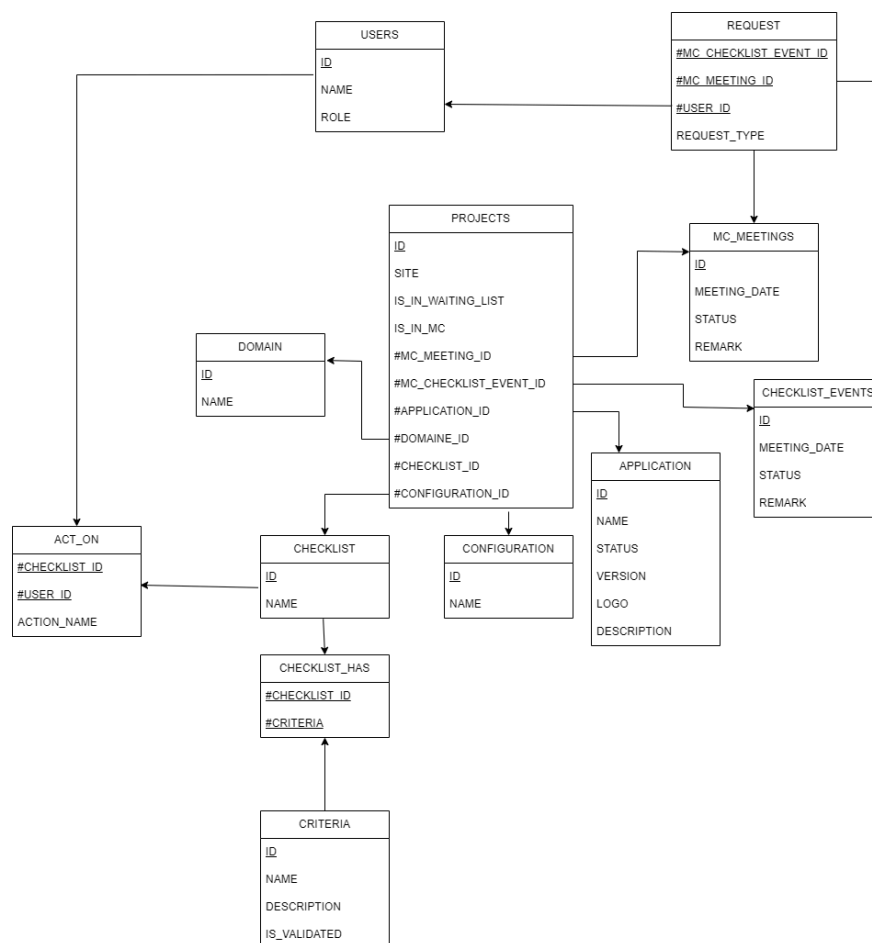 USERS
ID
NAME
ROLE
REQUEST
#MC_CHECKLIST_EVENT_ID
#MC_MEETING_ID
#USER_ID
REQUEST_TYPE
PROJECTS
ID
SITE
IS_IN_WAITING_LIST
IS_IN_MC
#MC_MEETING_ID
#MC_CHECKLIST_EVENT_ID
#APPLICATION_ID
#DOMAINE_ID
#CHECKLIST_ID
#CONFIGURATION_ID
MC_MEETINGS
ID
MEETING_DATE
STATUS
REMARK
DOMAIN
ID
NAME
CHECKLIST_EVENTS
ID
MEETING_DATE
STATUS
REMARK
APPLICATION
ID
NAME
STATUS
VERSION
LOGO
DESCRIPTION
ACT_ON
#CHECKLIST_ID
#USER_ID
ACTION_NAME
CHECKLIST
ID
NAME
CONFIGURATION
ID
NAME
CHECKLIST_HAS
#CHECKLIST_ID
#CRITERIA
CRITERIA
ID
NAME
DESCRIPTION
IS_VALIDATED